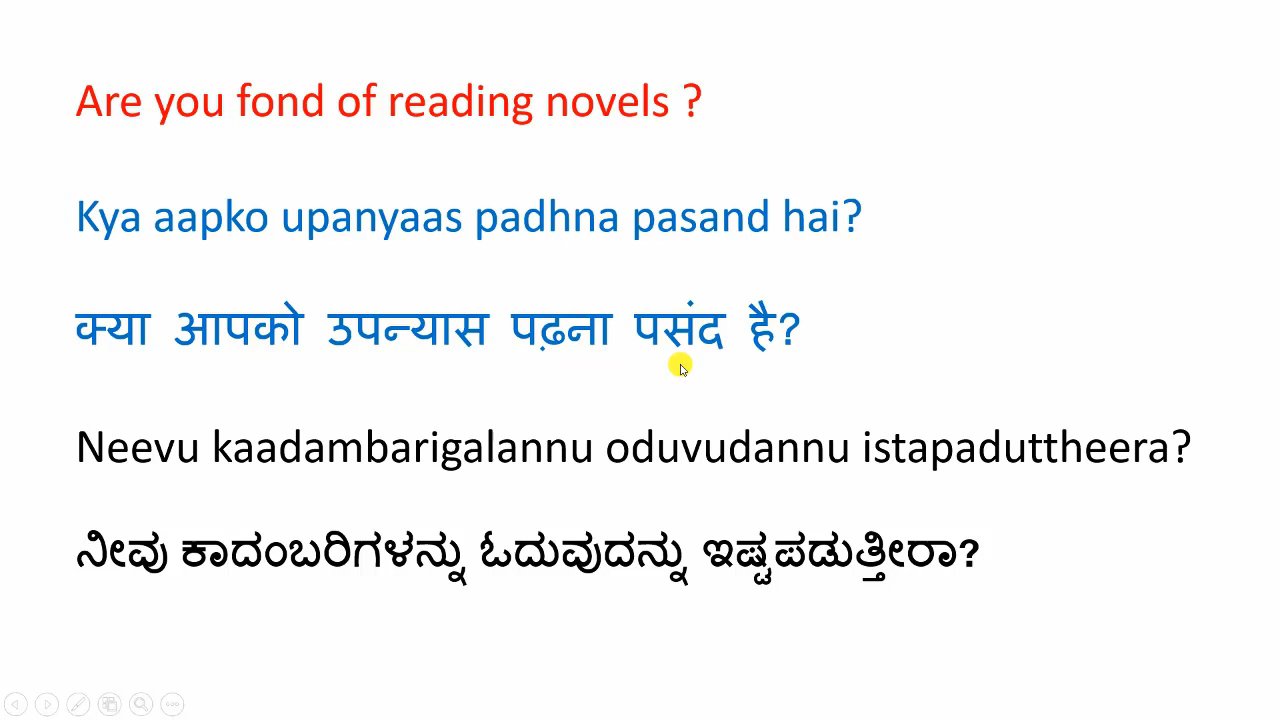 Are you fond of reading novels ?
Kya aapko upanyaas padhna pasand hai?
क्या आपको उपन्यास पढ़ना पसंद है?
Neevu kaadambarigalannu oduvudannu istapaduttheera?
ನೀವು ಕಾದಂಬರಿಗಳನ್ನು ಓದುವುದನ್ನು ಇಷ್ಟಪಡುತ್ತೀರಾ?